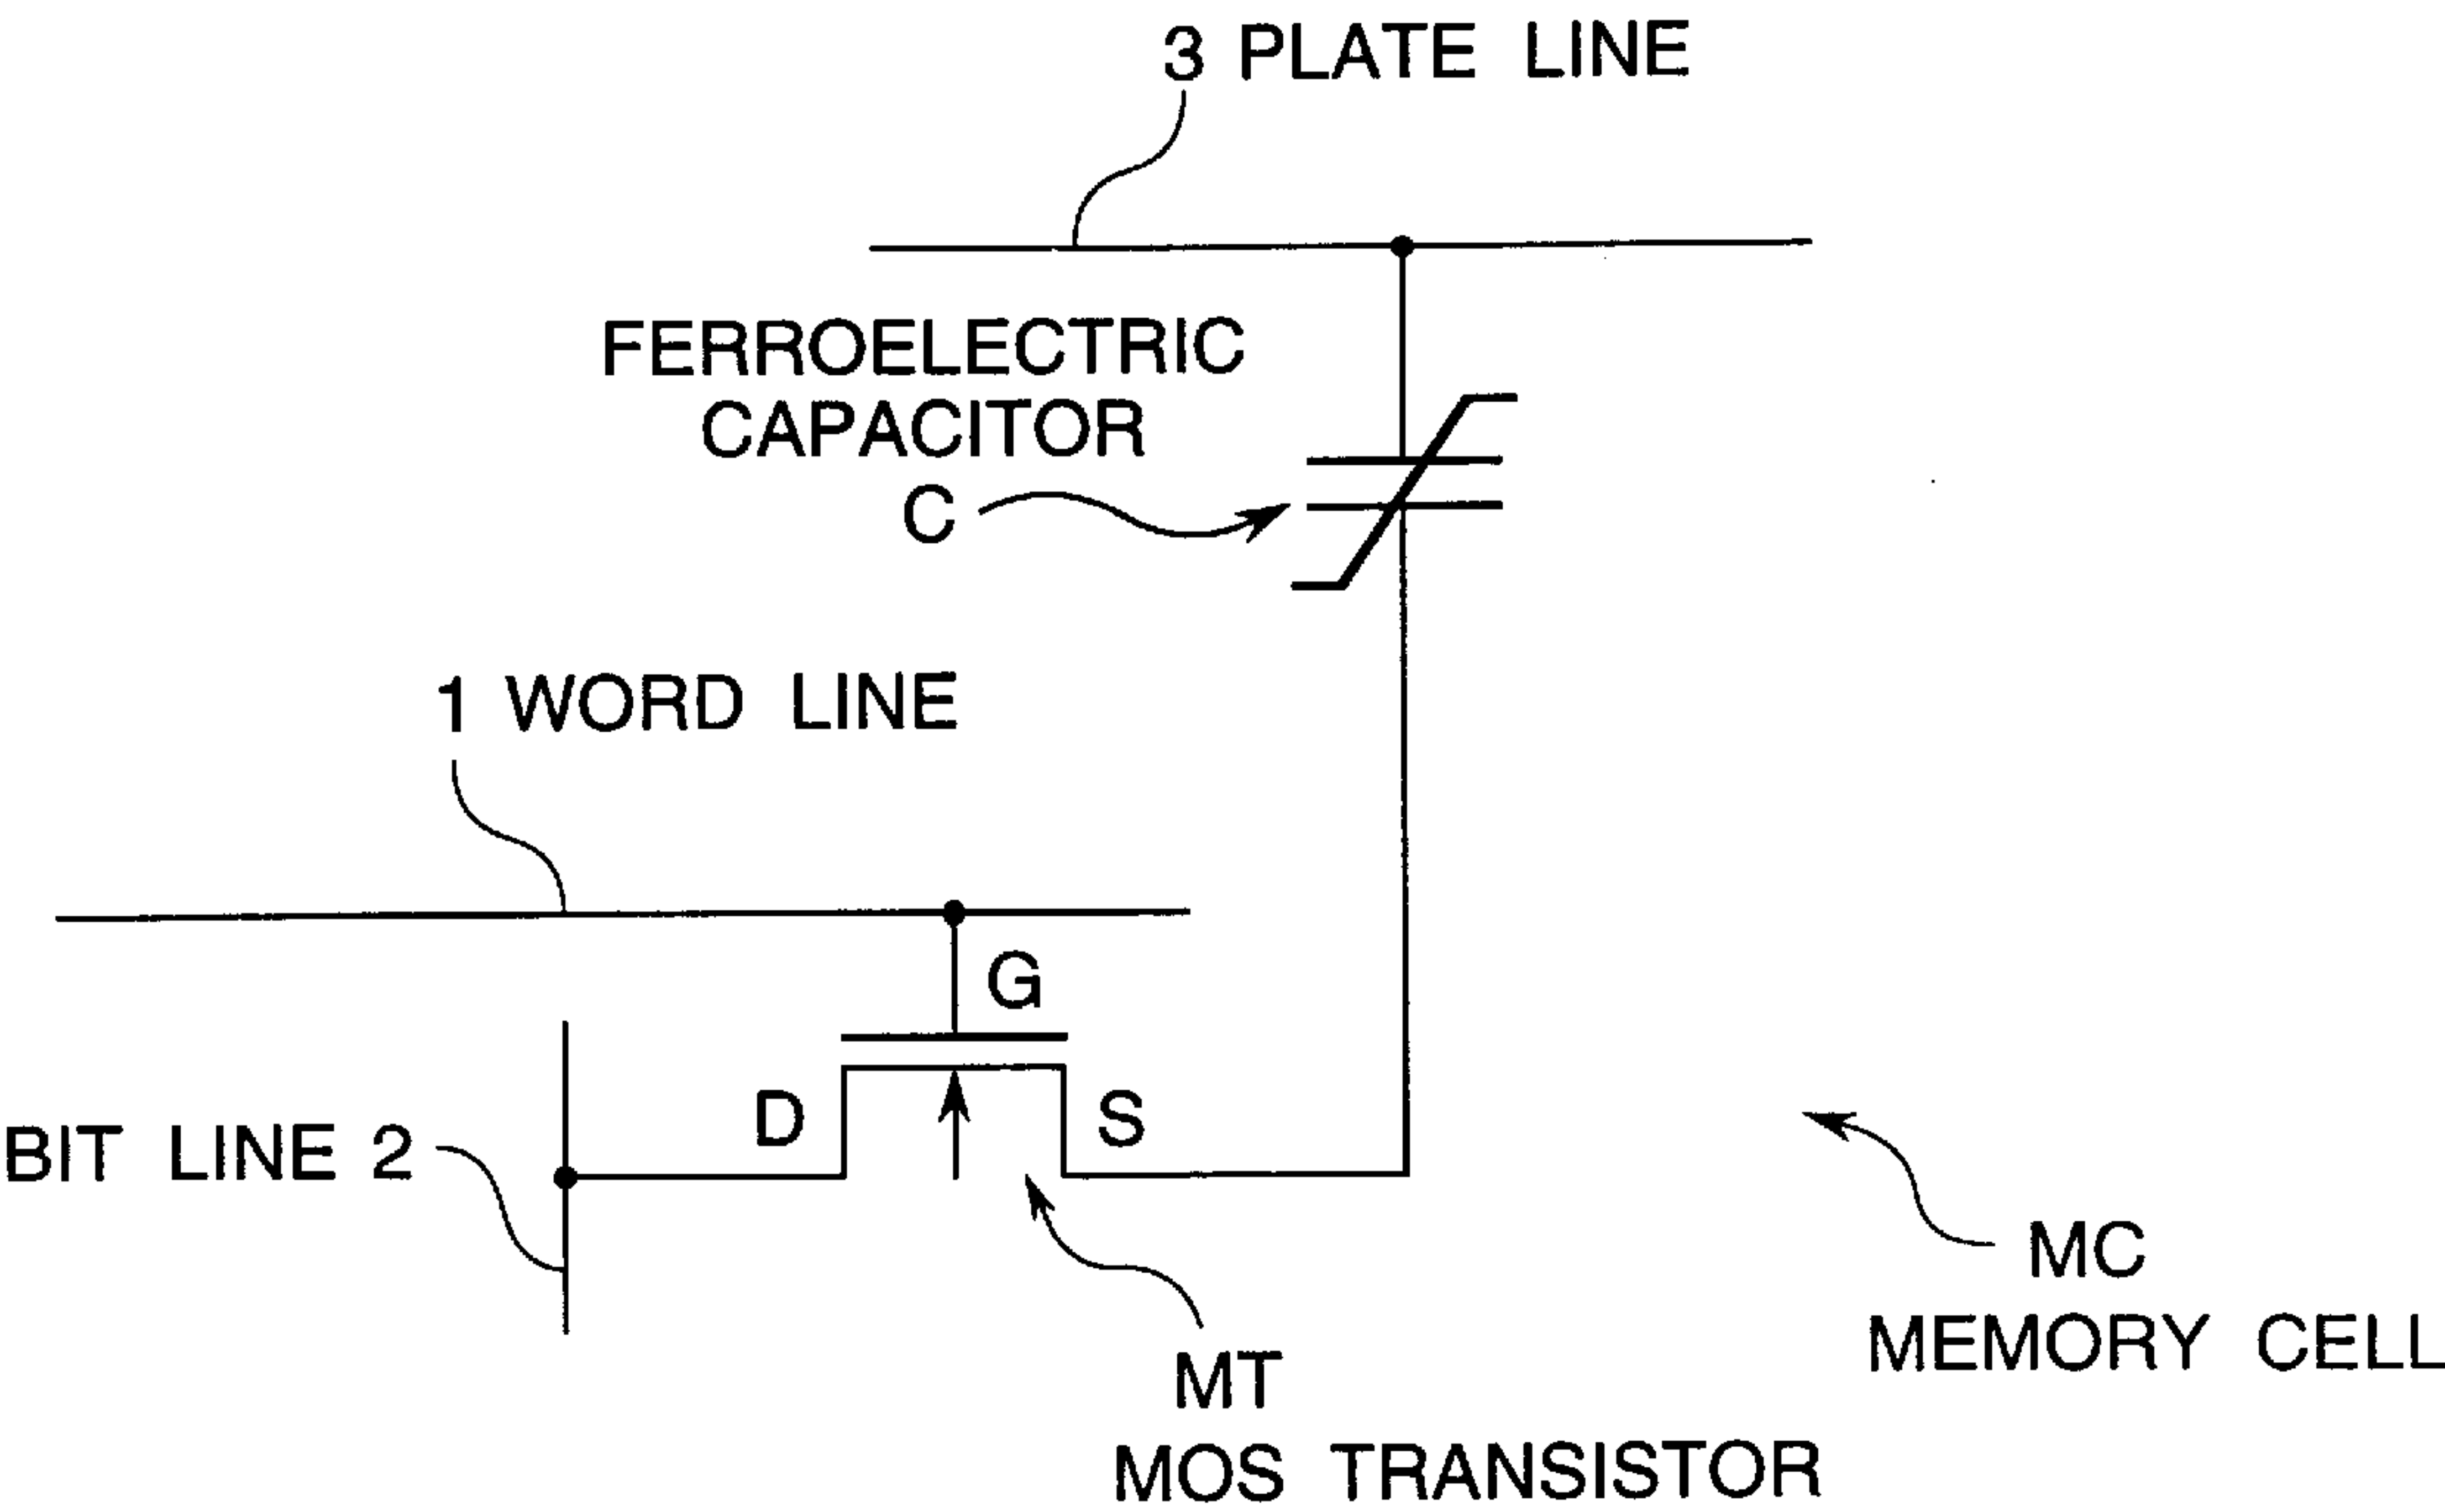 3 PLATE LINE
FERROELECTRIC
CAPACITOR
C
1 WORD LINE
G
D
S
BIT LINE 2
MC
MEMORY CELL
MT
MOS TRANSISTOR